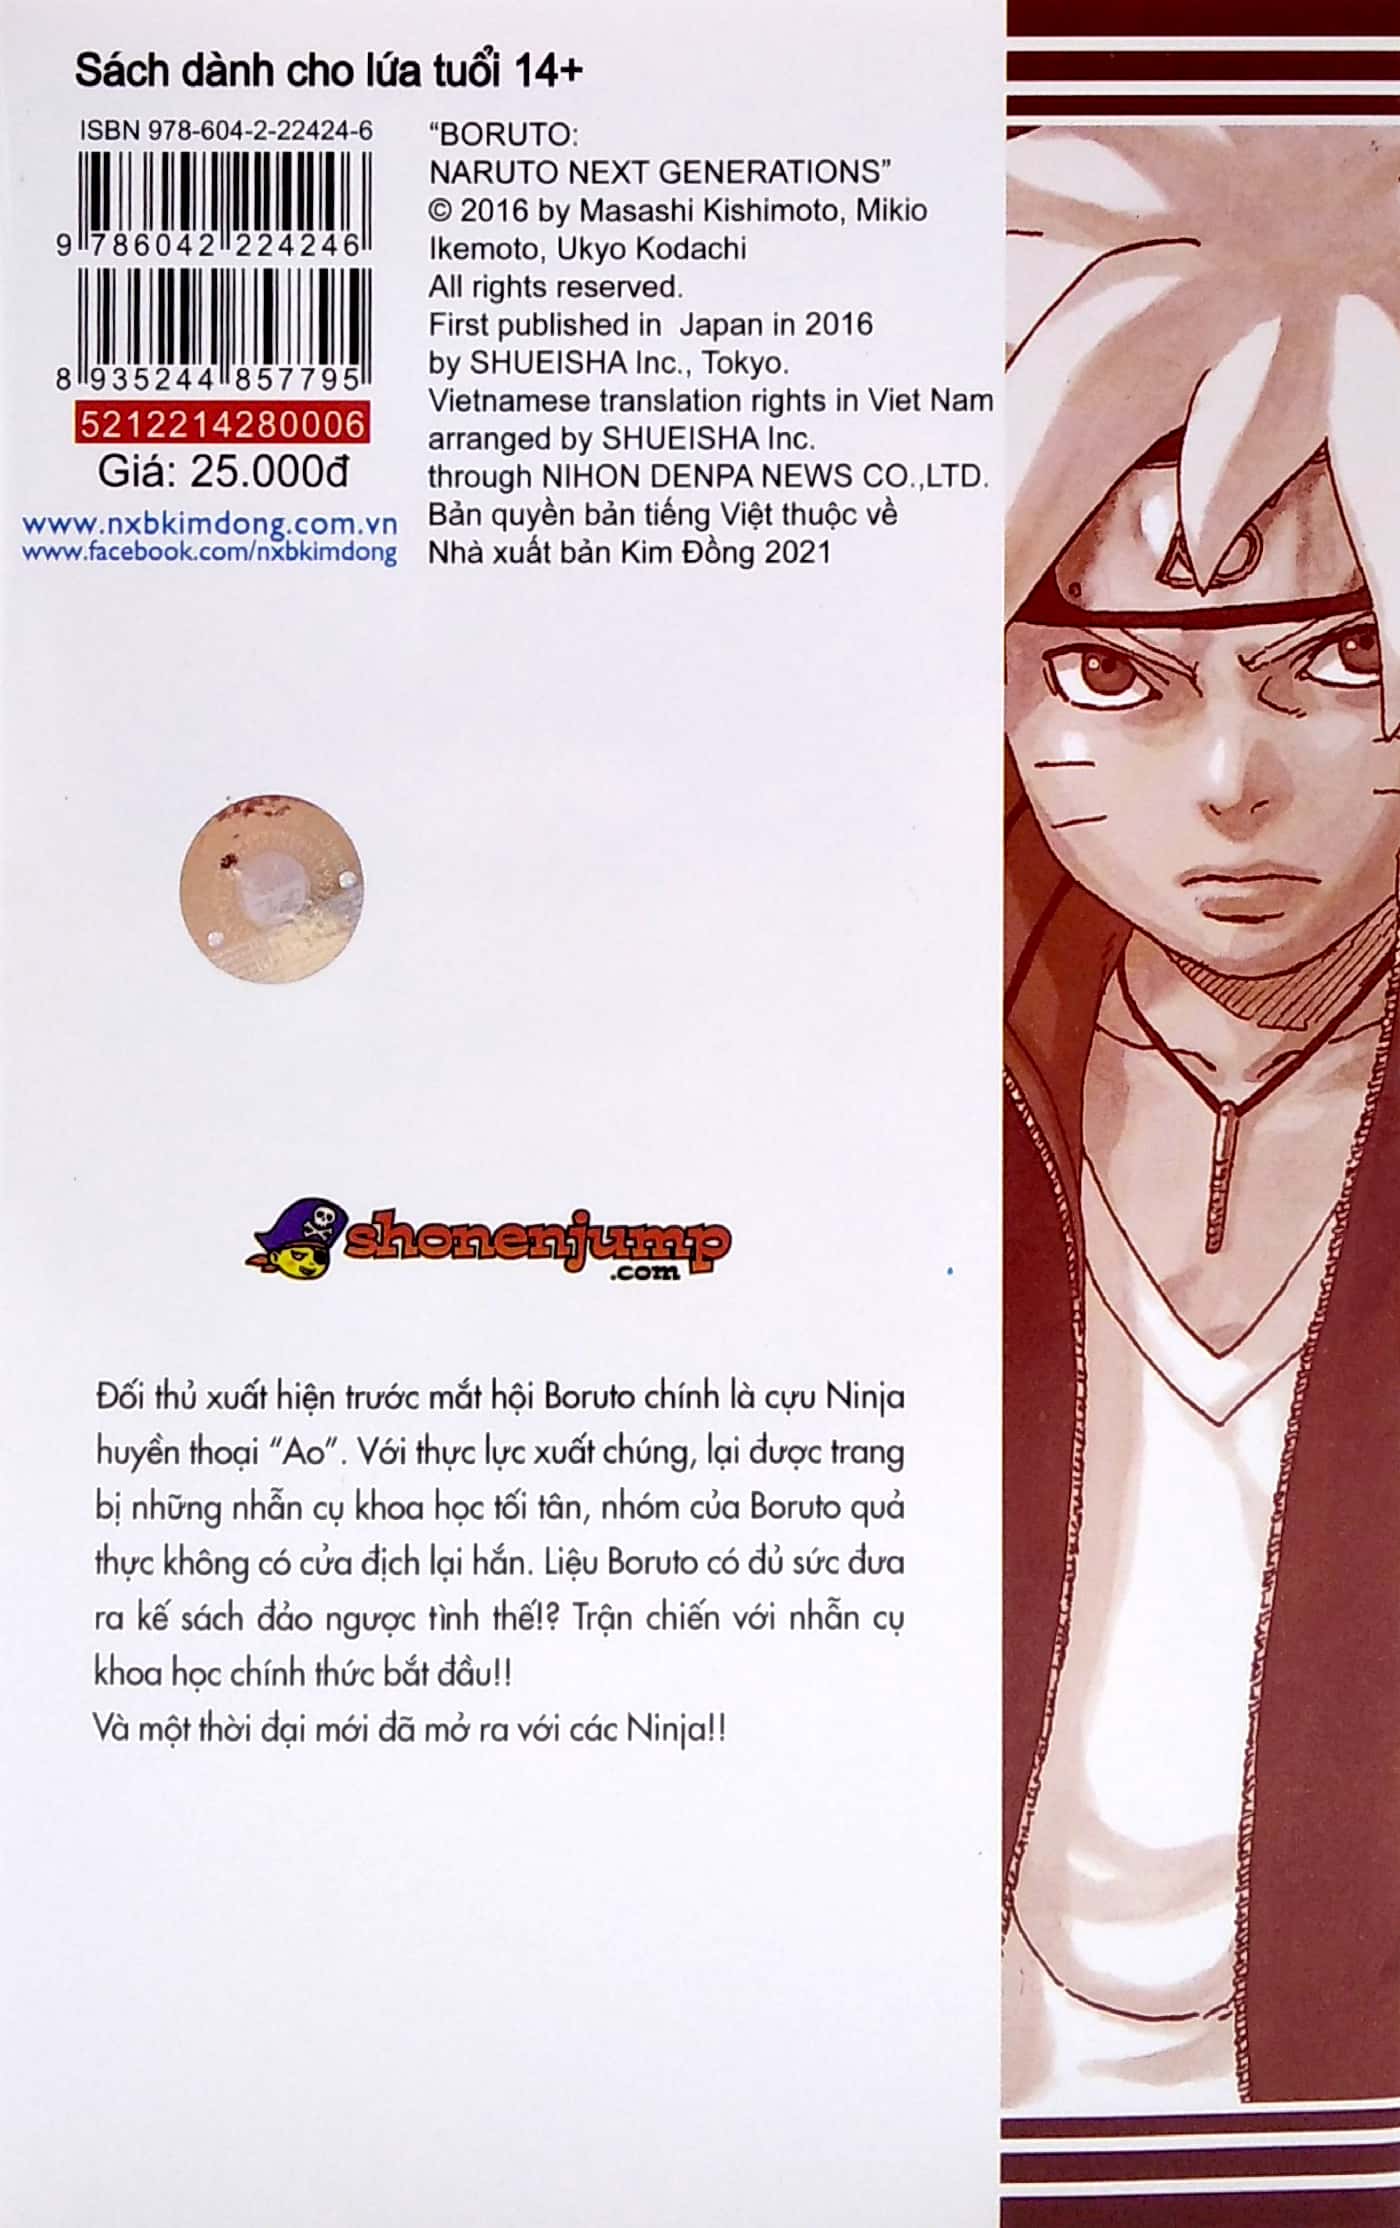 Sách dành cho lứa tuổi 14+
ISBN 978-604-2-22424-6
9 786042 224246
8 935244 857795
5212214280006
Giá: 25.000đ
www.nxbkimdong.com.vn
www.facebook.com/nxbkimdong
“BORUTO:
NARUTO NEXT GENERATIONS”
© 2016 by Masashi Kishimoto, Mikio
Ikemoto, Ukyo Kodachi
All rights reserved.
First published in Japan in 2016
by SHUEISHA Inc., Tokyo.
Vietnamese translation rights in Viet Nam
arranged by SHUEISHA Inc.
through NIHON DENPA NEWS CO.,LTD.
Bản quyền bản tiếng Việt thuộc về
Nhà xuất bản Kim Đồng 2021
shonenjump
.com
Đối thủ xuất hiện trước mắt hội Boruto chính là cựu Ninja
huyền thoại “Ao”. Với thực lực xuất chúng, lại được trang
bị những nhẫn cụ khoa học tối tân, nhóm của Boruto quả
thực không có cửa địch lại hắn. Liệu Boruto có đủ sức đưa
ra kế sách đảo ngược tình thế!? Trận chiến với nhẫn cụ
khoa học chính thức bắt đầu!!
Và một thời đại mới đã mở ra với các Ninja!!